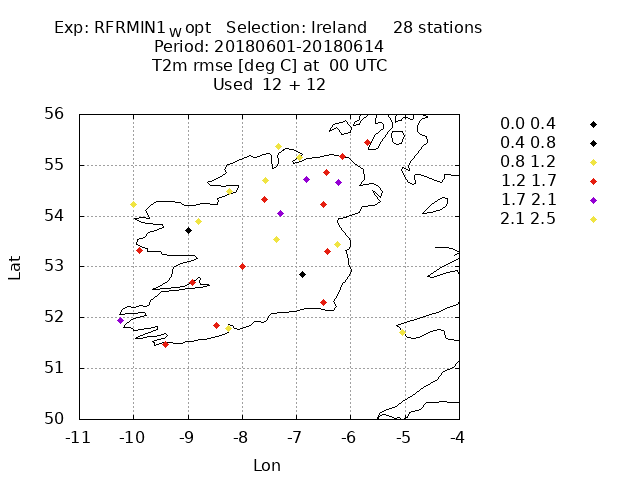 Exp: RFRMIN1 w opt Selection: Ireland 28 stations
Period: 20180601-20180614
T2m rmse [deg C] at 00 UTC
Used 12 + 12
56
55
54
53
52
51
50
-11 -10 -9 -8 -7 -6 -5 -4
Lat
Lon
0.0 0.4
0.4 0.8
0.8 1.2
1.2 1.7
1.7 2.1
2.1 2.5